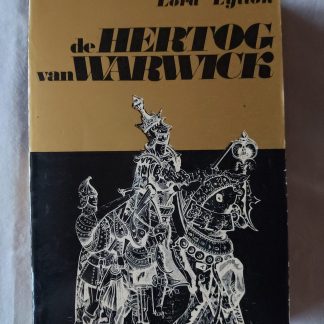 Lord Lytton
de HERTOG
van WARWICK